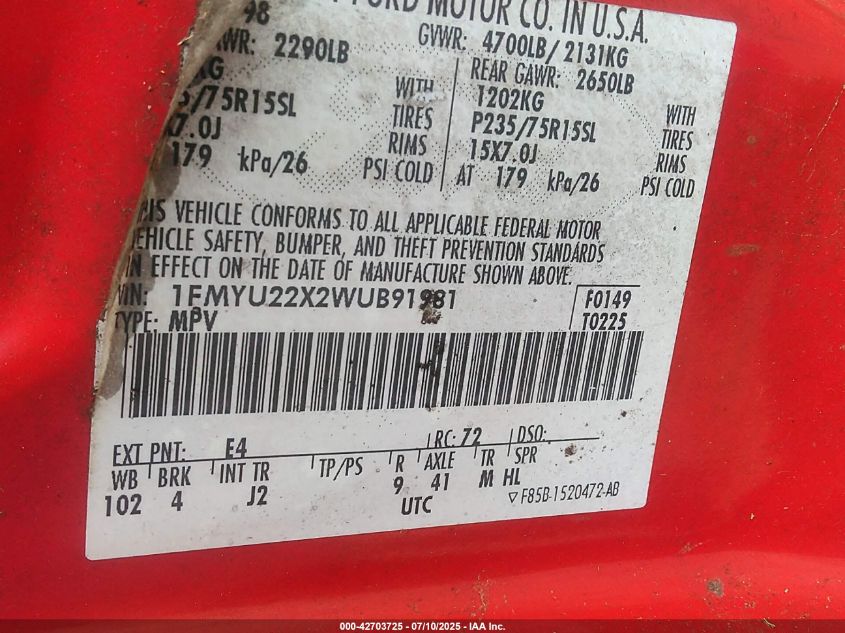 FORD MOTOR CO. IN U.S.A.
98
GVWR: 4700LB/ 2131KG
WR: 2290LB
REAR GAWR: 2650LB
KG
1202KG
WITH
/75R15SL
TIRES
P235/75R15SL
WITH
7.0J
RIMS
15X7.0J
TIRES
179 kPa/26 PSI COLD
RIMS
AT 179 kPa/26 PSI COLD
THIS VEHICLE CONFORMS TO ALL APPLICABLE FEDERAL MOTOR
VEHICLE SAFETY, BUMPER, AND THEFT PREVENTION STANDARDS
IN EFFECT ON THE DATE OF MANUFACTURE SHOWN ABOVE.
VIN: 1FMYU22X2WUB91981
F0149
TYPE: MPV
T0225
EXT PNT: E4
RC: 72 DSO:
WB BRK INT TR TP/PS R AXLE TR SPR
102 4 J2 9 41 M HL
UTC
F85B-1520472-AB
000-42703725 - 07/10/2025 - IAA Inc.